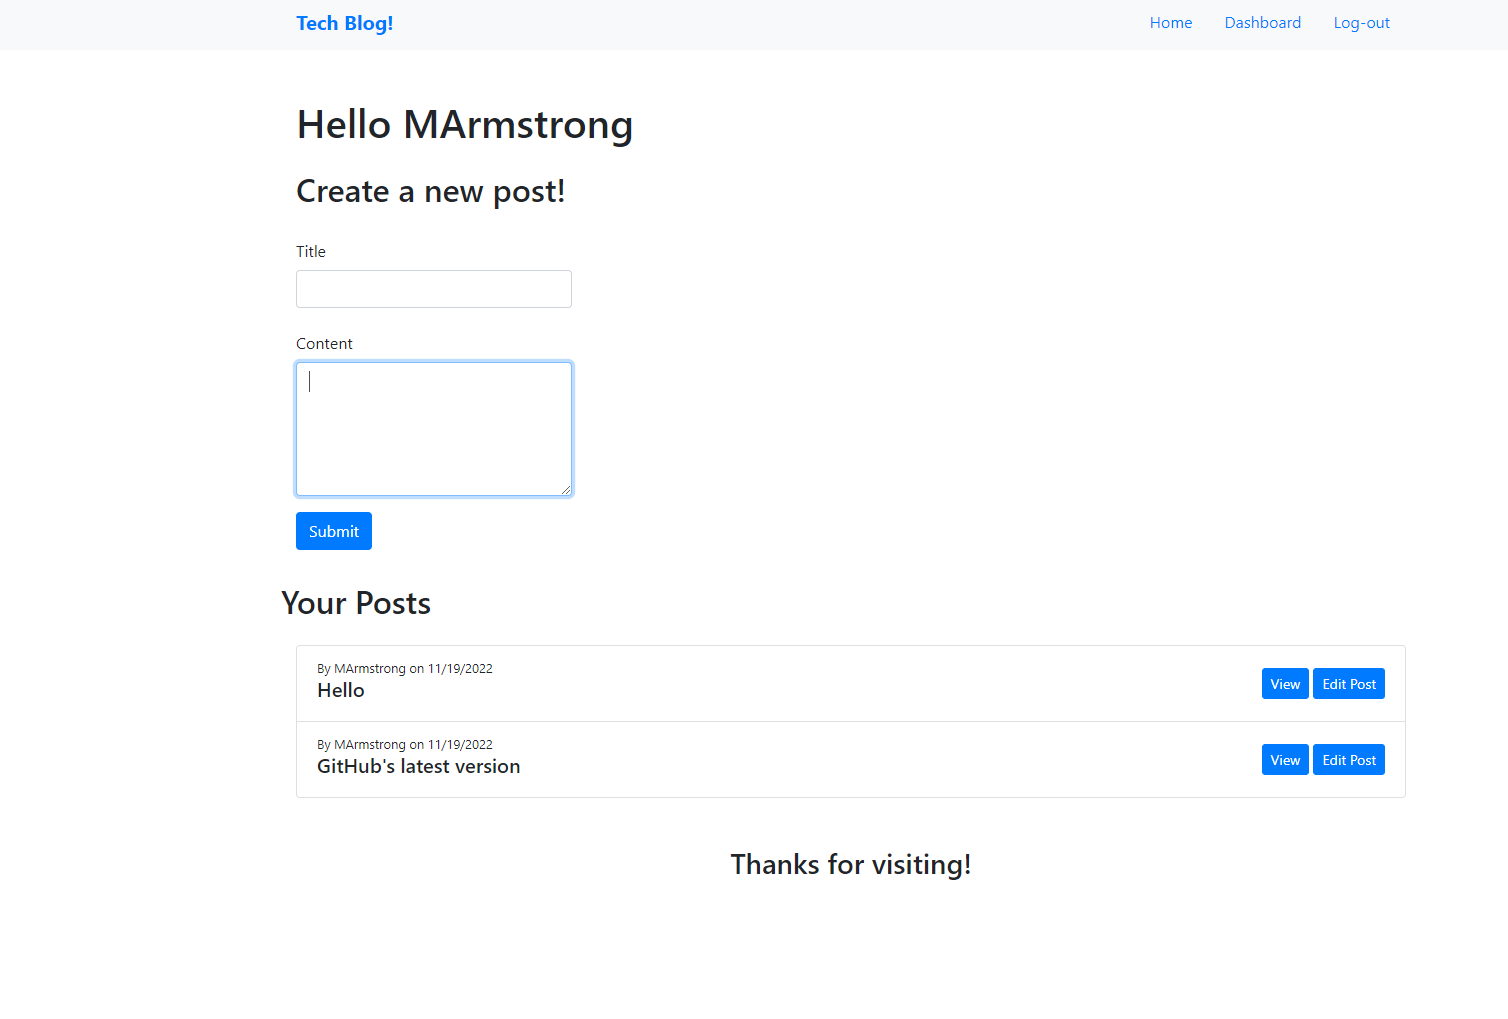 Tech Blog! Home Dashboard Log-out
Hello MArmstrong
Create a new post!
Title
Content
Submit
Your Posts
By MArmstrong on 11/19/2022
Hello
View Edit Post
By MArmstrong on 11/19/2022
GitHub's latest version
View Edit Post
Thanks for visiting!